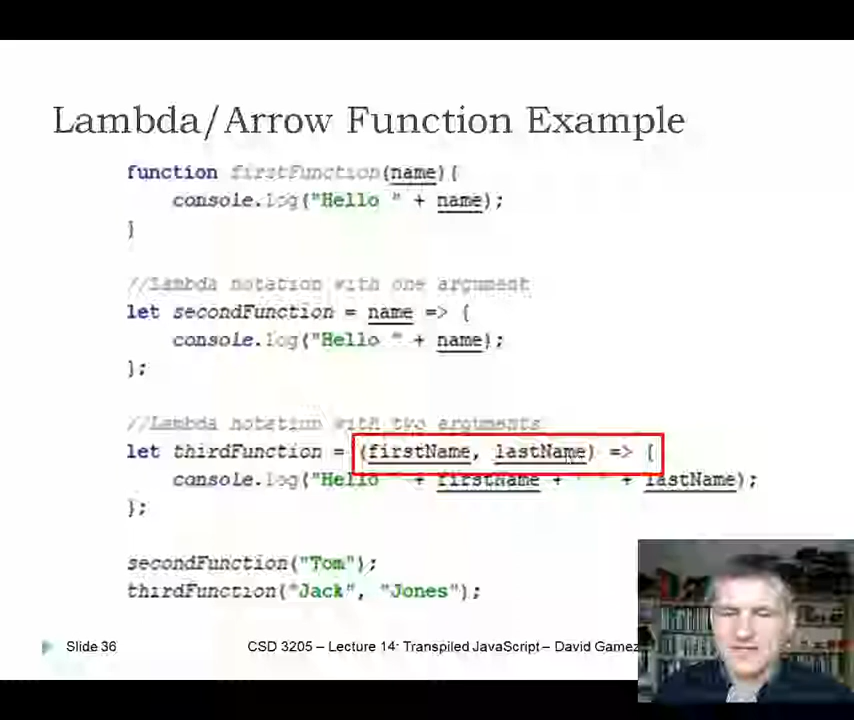 Lambda/Arrow Function Example
function firstFunction(name){
console.log("Hello " + name);
}
//Lambda notation with one argument
let secondFunction = name => {
console.log("Hello " + name);
};
//Lambda notation with two arguments
let thirdFunction = (firstName, lastName) => {
console.log("Hello " + firstName + " " + lastName);
};
secondFunction("Tom");
thirdFunction("Jack", "Jones");
Slide 36
CSD 3205 – Lecture 14: Transpiled JavaScript – David Gamez